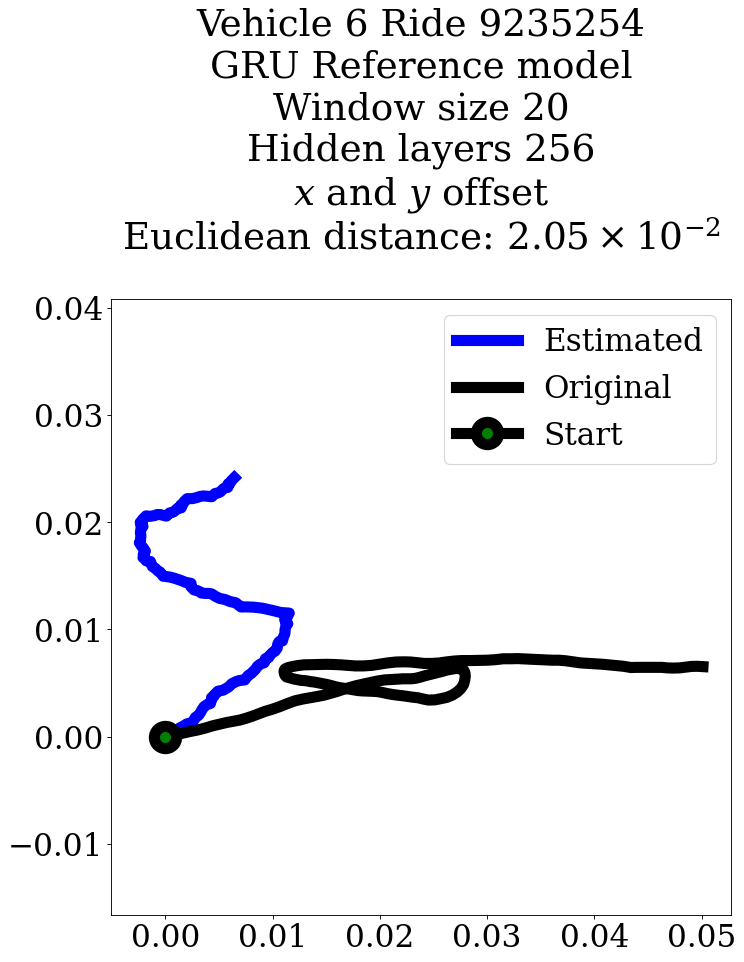 Vehicle 6 Ride 9235254
GRU Reference model
Window size 20
Hidden layers 256
x and y offset
Euclidean distance: 2.05 × 10⁻²
0.04
0.03
0.02
0.01
0.00
−0.01
Estimated
Original
Start
0.00 0.01 0.02 0.03 0.04 0.05